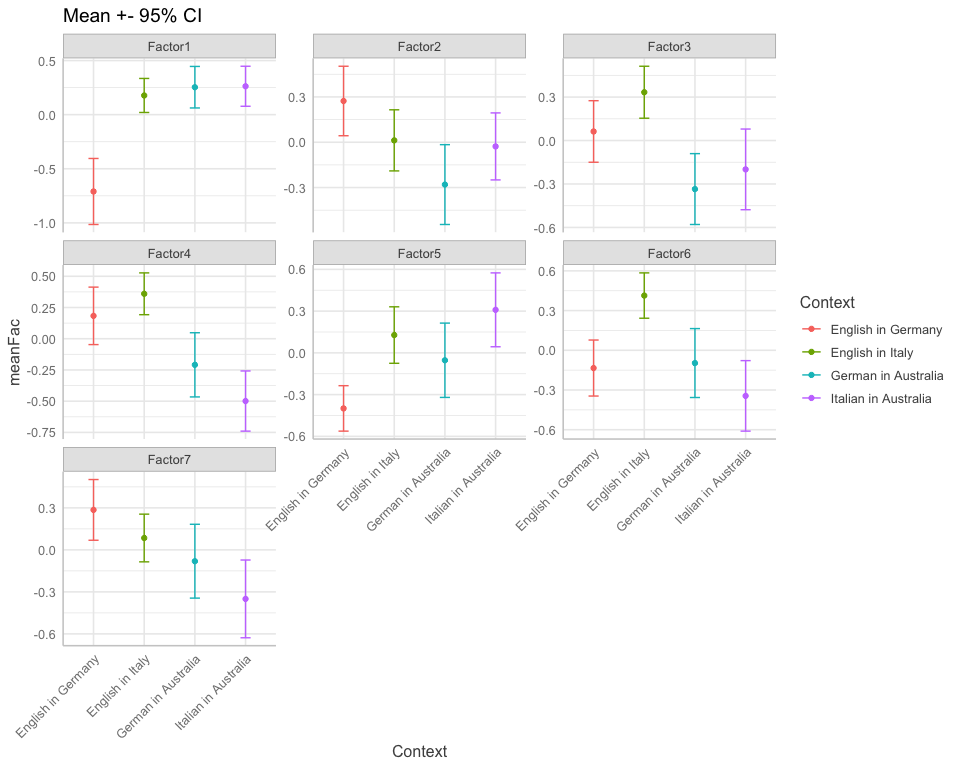 Mean +- 95% CI
Factor1
Factor2
Factor3
0.5
0.0
-0.5
-1.0
0.3
0.0
-0.3
0.3
0.0
-0.3
-0.6
Factor4
Factor5
Factor6
0.50
0.25
0.00
-0.25
-0.50
-0.75
0.6
0.3
0.0
-0.3
-0.6
0.6
0.3
0.0
-0.3
-0.6
English in Germany
English in Italy
German in Australia
Italian in Australia
English in Germany
English in Italy
German in Australia
Italian in Australia
Factor7
0.3
0.0
-0.3
-0.6
English in Germany
English in Italy
German in Australia
Italian in Australia
meanFac
Context
Context
English in Germany
English in Italy
German in Australia
Italian in Australia